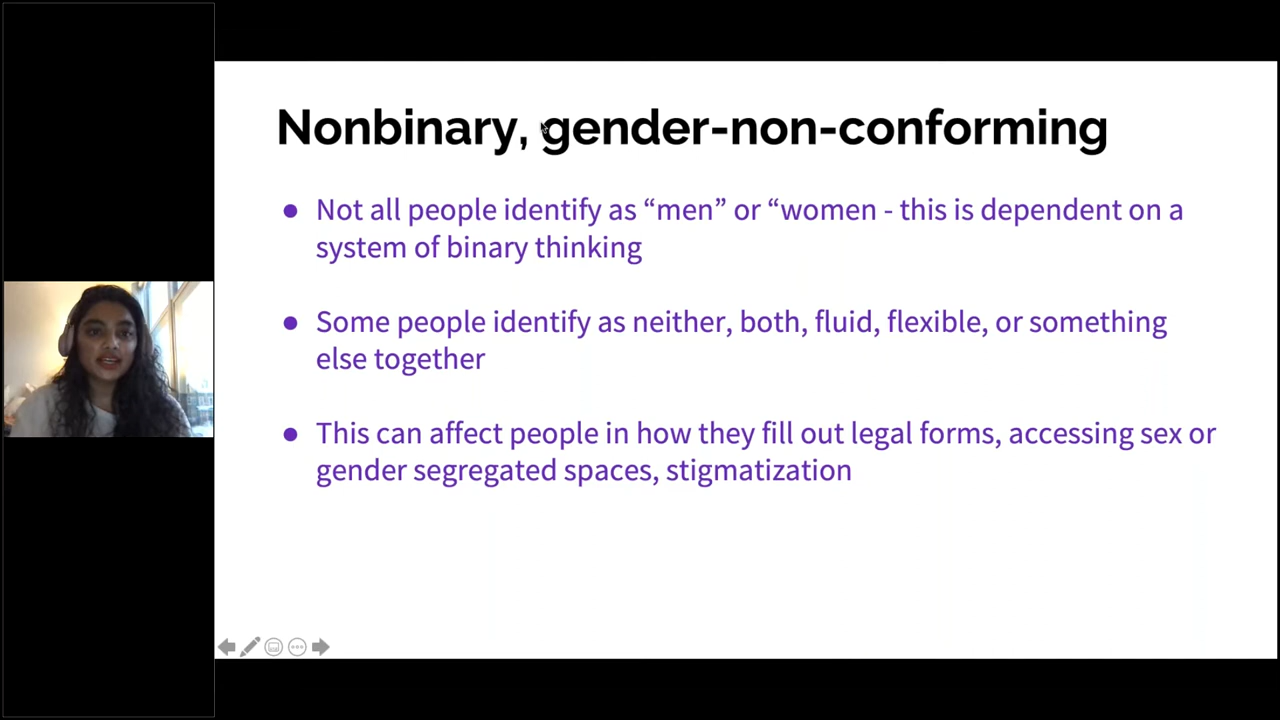 Nonbinary, gender-non-conforming
● Not all people identify as “men” or “women - this is dependent on a
system of binary thinking
● Some people identify as neither, both, fluid, flexible, or something
else together
● This can affect people in how they fill out legal forms, accessing sex or
gender segregated spaces, stigmatization